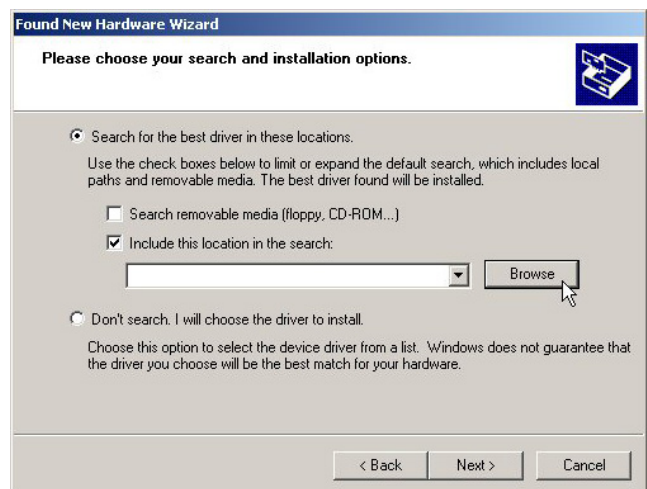 Found New Hardware Wizard
Please choose your search and installation options.
Search for the best driver in these locations.
Use the check boxes below to limit or expand the default search, which includes local
paths and removable media. The best driver found will be installed.
Search removable media (floppy, CD-ROM...)
Include this location in the search:
Browse
Don't search. I will choose the driver to install.
Choose this option to select the device driver from a list. Windows does not guarantee that
the driver you choose will be the best match for your hardware.
< Back Next > Cancel